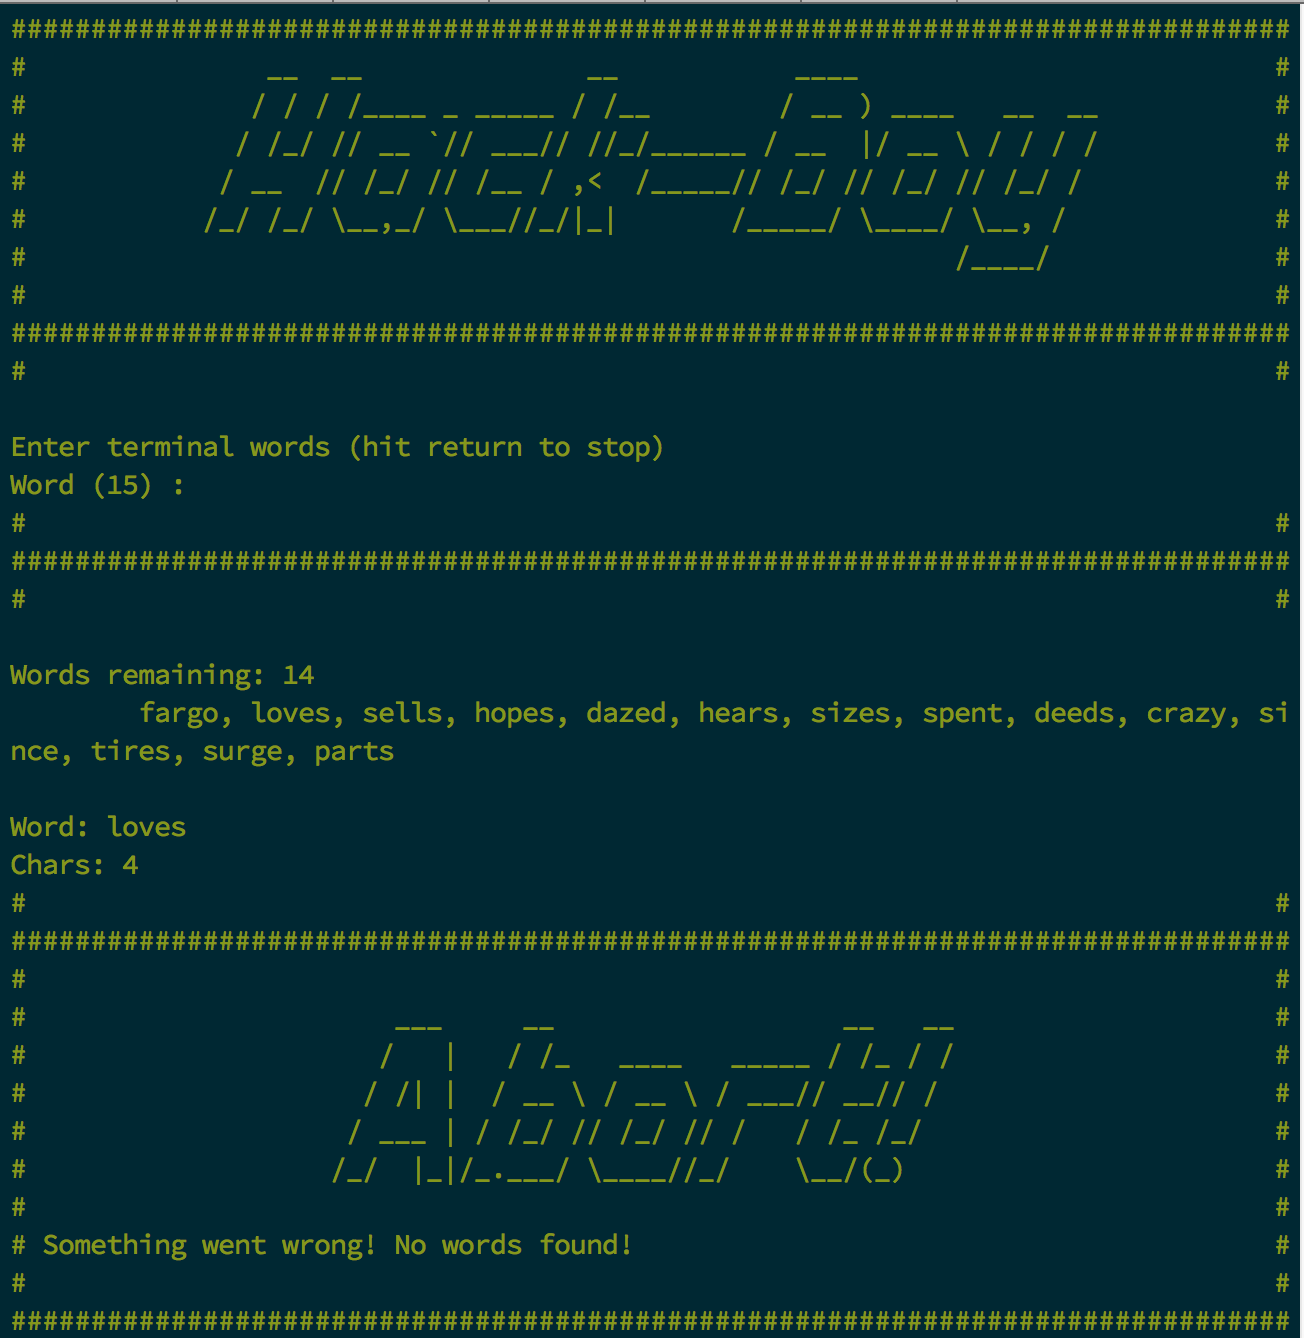 ################################################################################
#               __  __              __           ____                          #
#              / / / /____ _ _____ / /__        / __ ) ____   __  __           #
#             / /_/ // __ `// ___// //_/______ / __  |/ __ \ / / / /           #
#            / __  // /_/ // /__ / ,<  /_____// /_/ // /_/ // /_/ /            #
#           /_/ /_/ \__,_/ \___//_/|_|       /_____/ \____/ \__, /             #
#                                                          /____/              #
#                                                                              #
################################################################################
#                                                                              #
Enter terminal words (hit return to stop)
Word (15) :
#                                                                              #
################################################################################
#                                                                              #
Words remaining: 14
        fargo, loves, sells, hopes, dazed, hears, sizes, spent, deeds, crazy, si
nce, tires, surge, parts
Word: loves
Chars: 4
#                                                                              #
################################################################################
#                                                                              #
#                       ___     __                  __   __                    #
#                      /   |   / /_   ____   _____ / /_ / /                    #
#                     / /| |  / __ \ / __ \ / ___// __// /                     #
#                    / ___ | / /_/ // /_/ // /   / /_ /_/                      #
#                   /_/  |_|/_.___/ \____//_/    \__/(_)                       #
#                                                                              #
# Something went wrong! No words found!                                        #
#                                                                              #
################################################################################